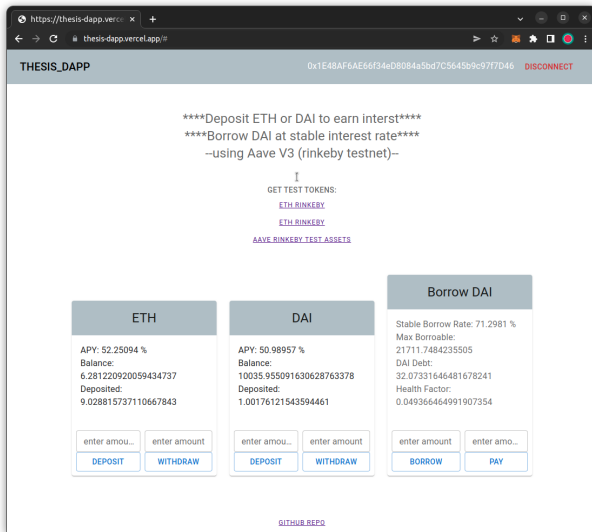 https://thesis-dapp.verce
thesis-dapp.vercel.app/#
THESIS_DAPP
0x1E48AF6AE66f34eD8084a5bd7C5645b9c97f7D46 DISCONNECT
****Deposit ETH or DAI to earn interst****
****Borrow DAI at stable interest rate****
--using Aave V3 (rinkeby testnet)--
GET TEST TOKENS:
ETH RINKEBY
ETH RINKEBY
AAVE RINKEBY TEST ASSETS
ETH
APY: 52.25094 %
Balance:
6.281220920059434737
Deposited:
9.028815737110667843
enter amou... enter amount
DEPOSIT WITHDRAW
DAI
APY: 50.98957 %
Balance:
10035.955091630628763378
Deposited:
1.00176121543594461
enter amou... enter amount
DEPOSIT WITHDRAW
Borrow DAI
Stable Borrow Rate: 71.2981 %
Max Borroable:
21711.7484235505
DAI Debt:
32.07331646481678241
Health Factor:
0.049366464991907354
enter amount enter amo...
BORROW PAY
GITHUB REPO